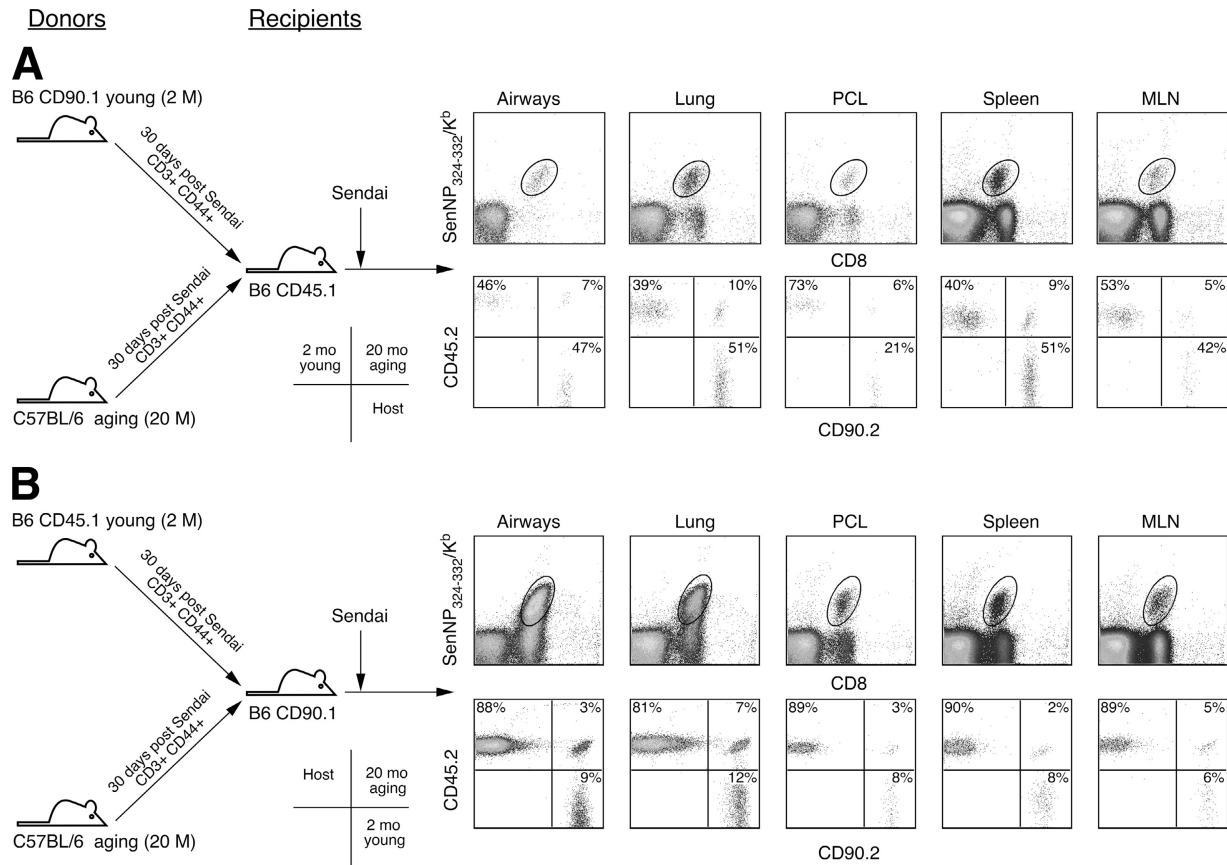 Donors Recipients
A
B6 CD90.1 young (2 M)
30 days post Sendai
CD3+ CD44+
Sendai
B6 CD45.1
30 days post Sendai
CD3+ CD44+
C57BL/6 aging (20 M)
2 mo young
20 mo aging
Host
Airways Lung PCL Spleen MLN
SenNP324-332/Kb
CD8
46% 7% 39% 10% 73% 6% 40% 9% 53% 5%
47% 51% 21% 51% 42%
CD45.2
CD90.2
B
B6 CD45.1 young (2 M)
30 days post Sendai
CD3+ CD44+
Sendai
B6 CD90.1
30 days post Sendai
CD3+ CD44+
C57BL/6 aging (20 M)
Host
20 mo aging
2 mo young
Airways Lung PCL Spleen MLN
SenNP324-332/Kb
CD8
88% 3% 81% 7% 89% 3% 90% 2% 89% 5%
9% 12% 8% 8% 6%
CD45.2
CD90.2